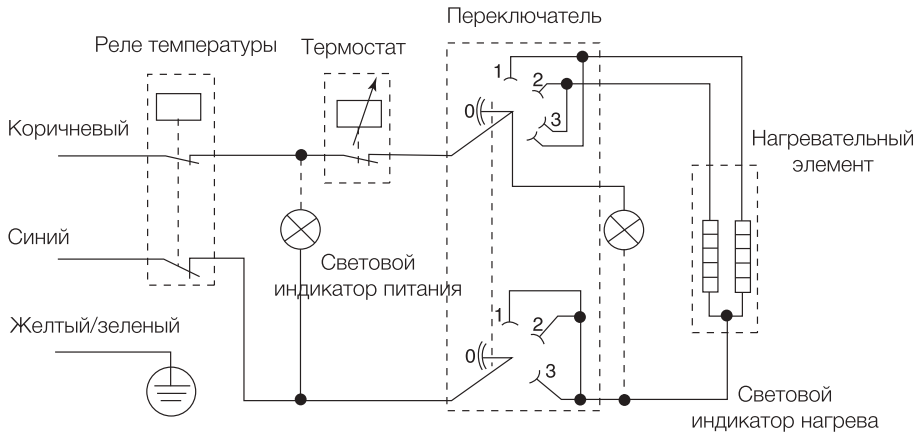 Переключатель
Реле температуры
Термостат
1
2
0
3
Коричневый
Нагревательный
элемент
Синий
Световой
индикатор питания
1
2
Желтый/зеленый
0
3
Световой
индикатор нагрева